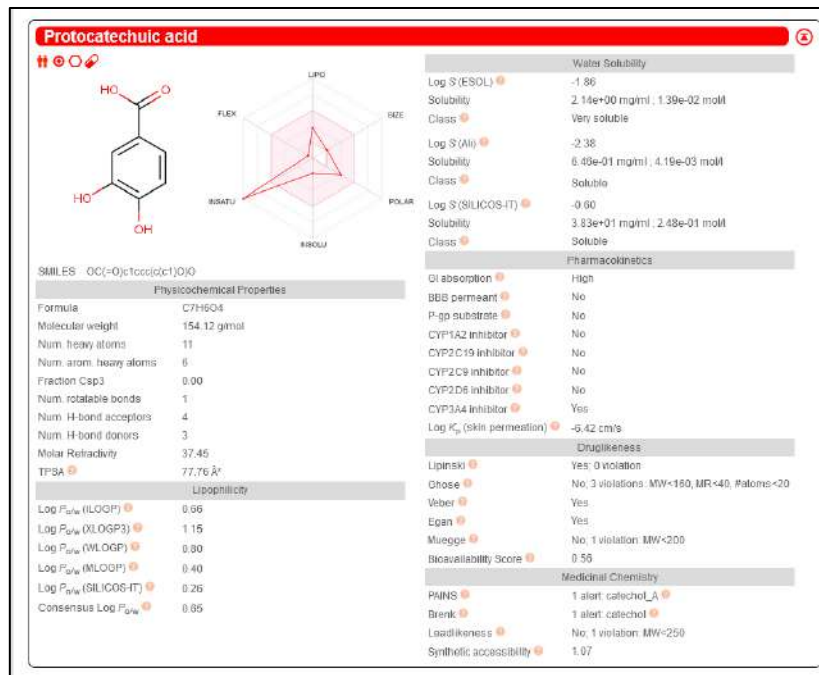 Protocatechuic acid
HO
O
HO
OH
LIPO
FLEX
SIZE
INSATU
POLAR
INSOLU
SMILES OC(=O)c1ccc(c(c1)O)O
Physicochemical Properties
Formula C7H6O4
Molecular weight 154.12 g/mol
Num. heavy atoms 11
Num. arom. heavy atoms 6
Fraction Csp3 0.00
Num. rotatable bonds 1
Num. H-bond acceptors 4
Num. H-bond donors 3
Molar Refractivity 37.45
TPSA ? 77.76 Å²
Lipophilicity
Log Po/w (iLOGP) ? 0.66
Log Po/w (XLOGP3) ? 1.15
Log Po/w (WLOGP) ? 0.80
Log Po/w (MLOGP) ? 0.40
Log Po/w (SILICOS-IT) ? 0.26
Consensus Log Po/w ? 0.65
Water Solubility
Log S (ESOL) ? -1.86
Solubility 2.14e+00 mg/ml ; 1.39e-02 mol/l
Class ? Very soluble
Log S (Ali) ? -2.38
Solubility 6.46e-01 mg/ml ; 4.19e-03 mol/l
Class ? Soluble
Log S (SILICOS-IT) ? -0.60
Solubility 3.83e+01 mg/ml ; 2.48e-01 mol/l
Class ? Soluble
Pharmacokinetics
GI absorption ? High
BBB permeant ? No
P-gp substrate ? No
CYP1A2 inhibitor ? No
CYP2C19 inhibitor ? No
CYP2C9 inhibitor ? No
CYP2D6 inhibitor ? No
CYP3A4 inhibitor ? Yes
Log Kp (skin permeation) ? -6.42 cm/s
Druglikeness
Lipinski ? Yes; 0 violation
Ghose ? No; 3 violations: MW<160, MR<40, #atoms<20
Veber ? Yes
Egan ? Yes
Muegge ? No; 1 violation: MW<200
Bioavailability Score ? 0.56
Medicinal Chemistry
PAINS ? 1 alert: catechol_A ?
Brenk ? 1 alert: catechol ?
Leadlikeness ? No; 1 violation: MW<250
Synthetic accessibility ? 1.07